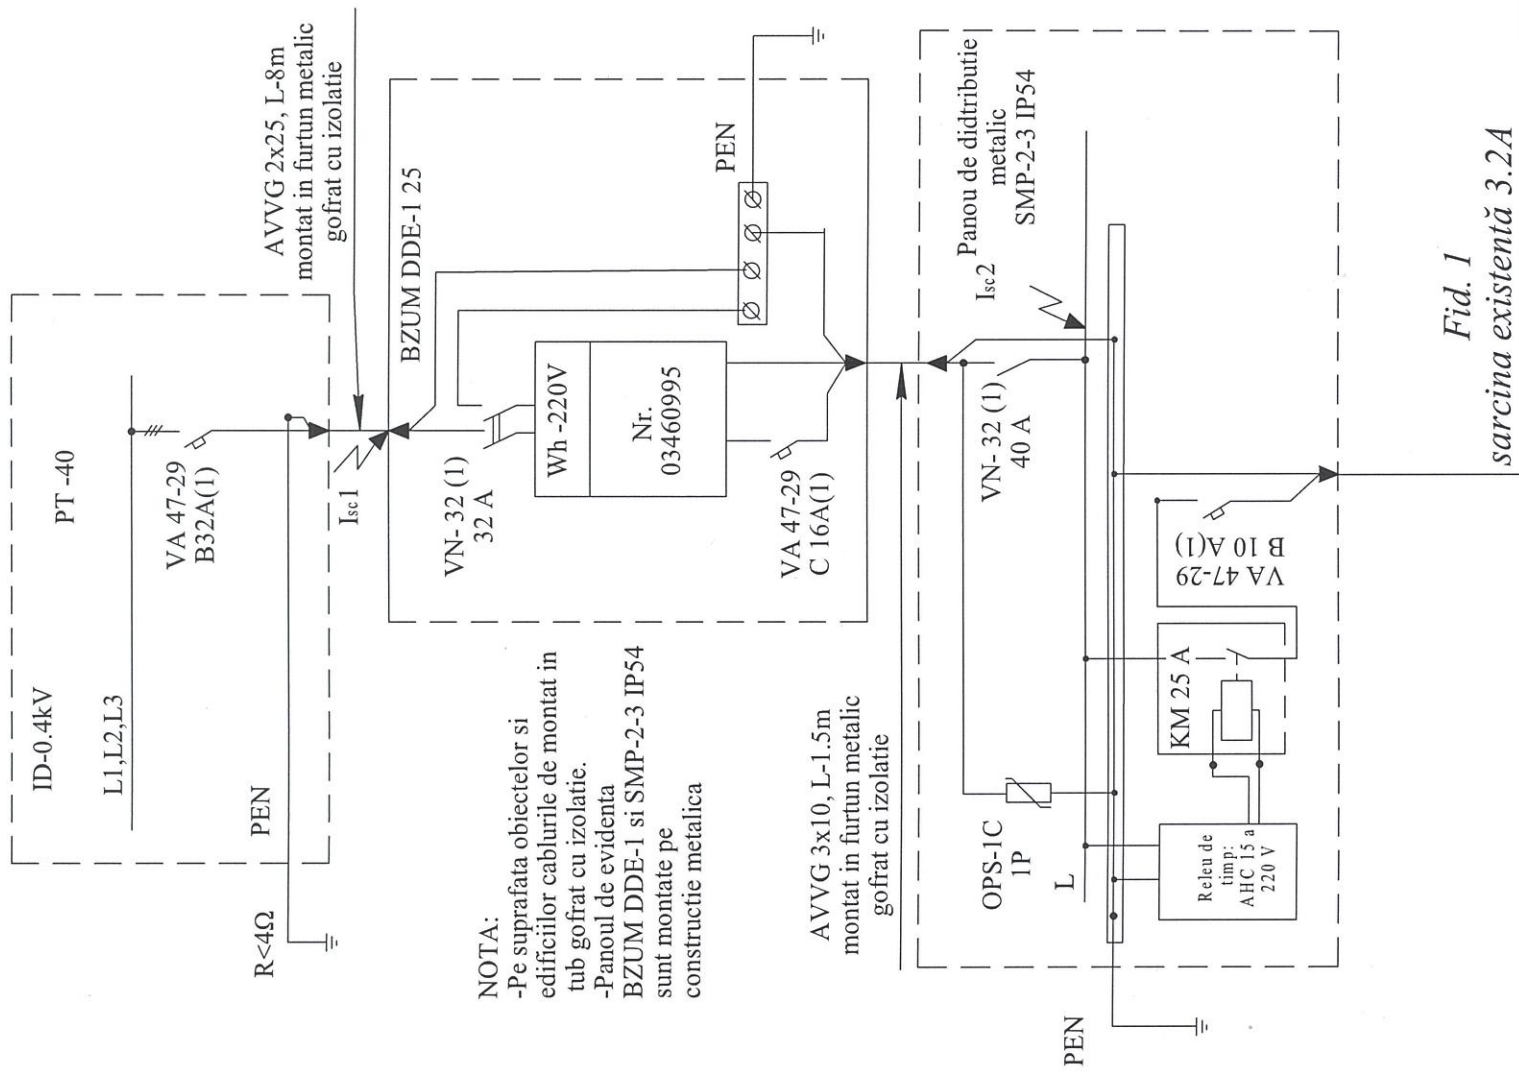 ID-0.4kV
PT -40
L1,L2,L3
VA 47-29
B32A(1)
PEN
R<4Ω
AVVG 2x25, L-8m
montat in furtun metalic
gofrat cu izolatie
Isc1
BZUM DDE-1 25
VN- 32 (1)
32 A
Wh -220V
Nr.
03460995
VA 47-29
C 16A(1)
PEN
NOTA:
-Pe suprafata obiectelor si
edificiilor cablurile de montat in
tub gofrat cu izolatie.
-Panoul de evidenta
BZUM DDE-1 si SMP-2-3 IP54
sunt montate pe
constructie metalica
AVVG 3x10, L-1.5m
montat in furtun metalic
gofrat cu izolatie
Panou de didtributie
metalic
SMP-2-3 IP54
Isc2
VN- 32 (1)
40 A
OPS-1C
1P
L
KM 25 A
VA 47-29
B 10 A(1)
Releu de
timp:
AHC 15 a
220 V
PEN
Fid. 1
sarcina existentă 3.2A